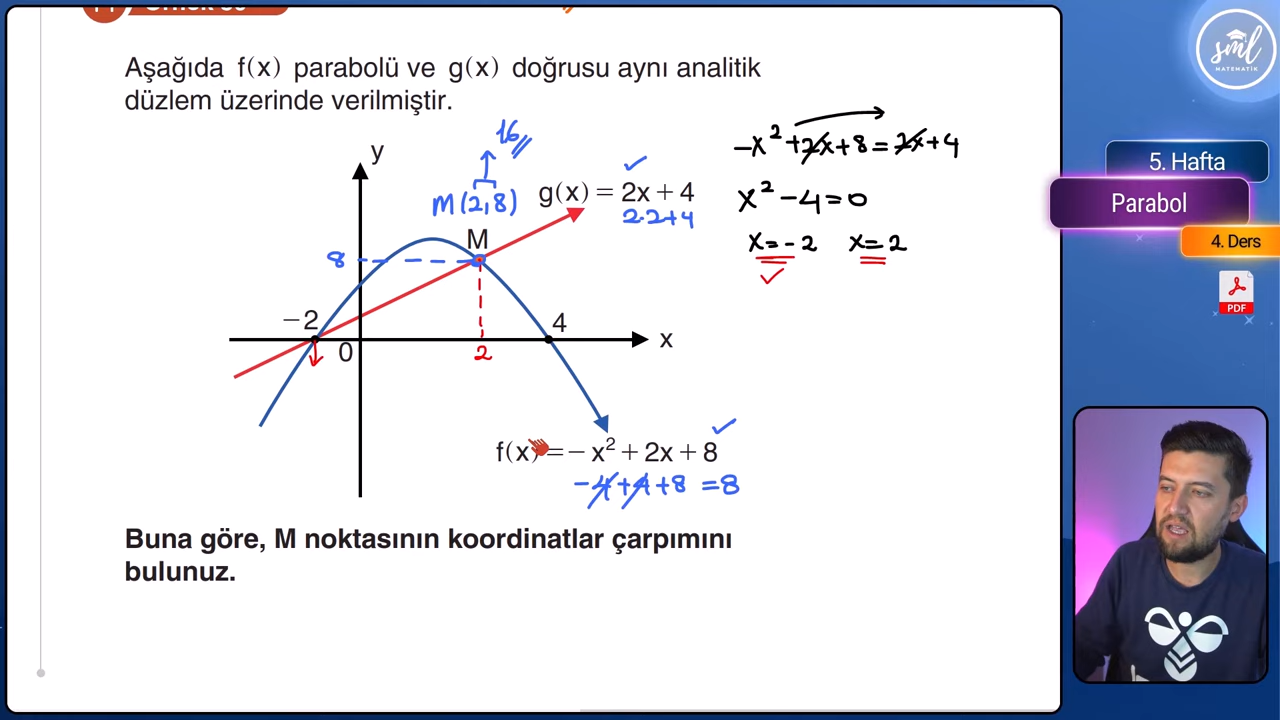 Aşağıda f(x) parabolü ve g(x) doğrusu aynı analitik
düzlem üzerinde verilmiştir.
16
M(2,8)
g(x) = 2x + 4
2.2+4
y
M
8
−2
0
2
4
x
f(x) = − x² + 2x + 8
-4+4+8 = 8
-x² + 2x + 8 = 2x + 4
x² - 4 = 0
x = -2 x = 2
Buna göre, M noktasının koordinatlar çarpımını
bulunuz.
sml
MATEMATİK
5. Hafta
Parabol
4. Ders
PDF